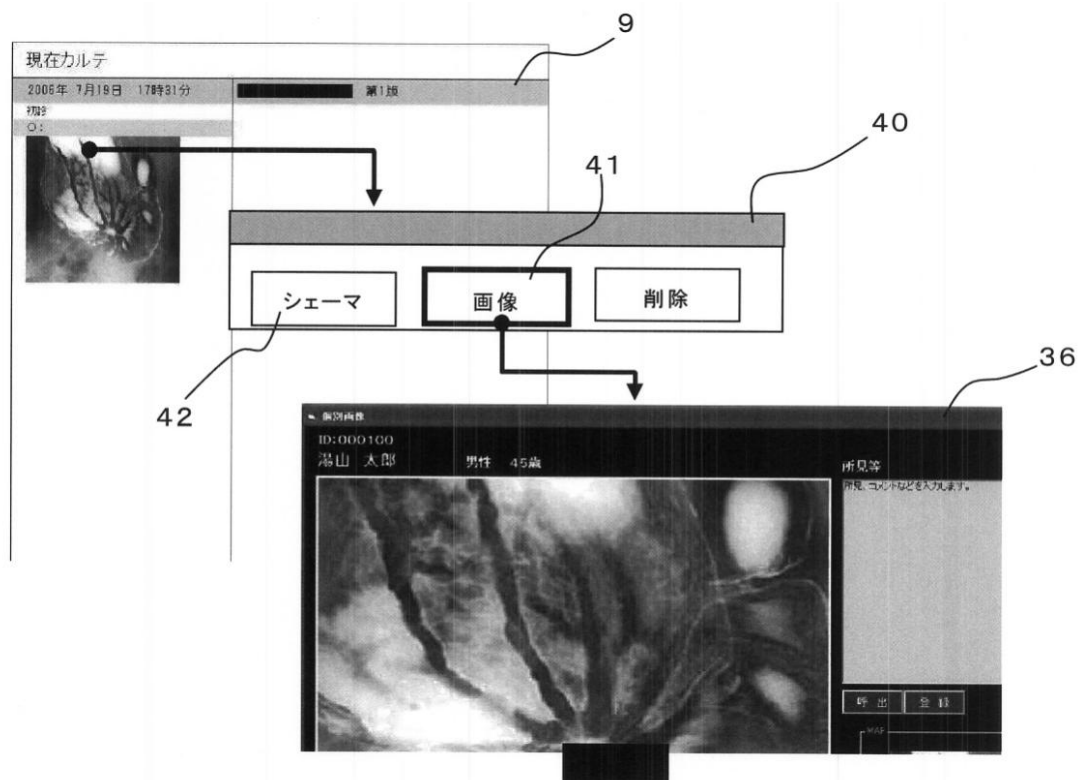 9
現在カルテ
2006年 7月19日 17時31分 第1版
初診
O:
40
41
シェーマ 画像 削除
42
36
個別画像
ID:000100
湯山 太郎 男性 45歳
所見等
所見、コメントなどを入力します。
呼出 登録
MAP